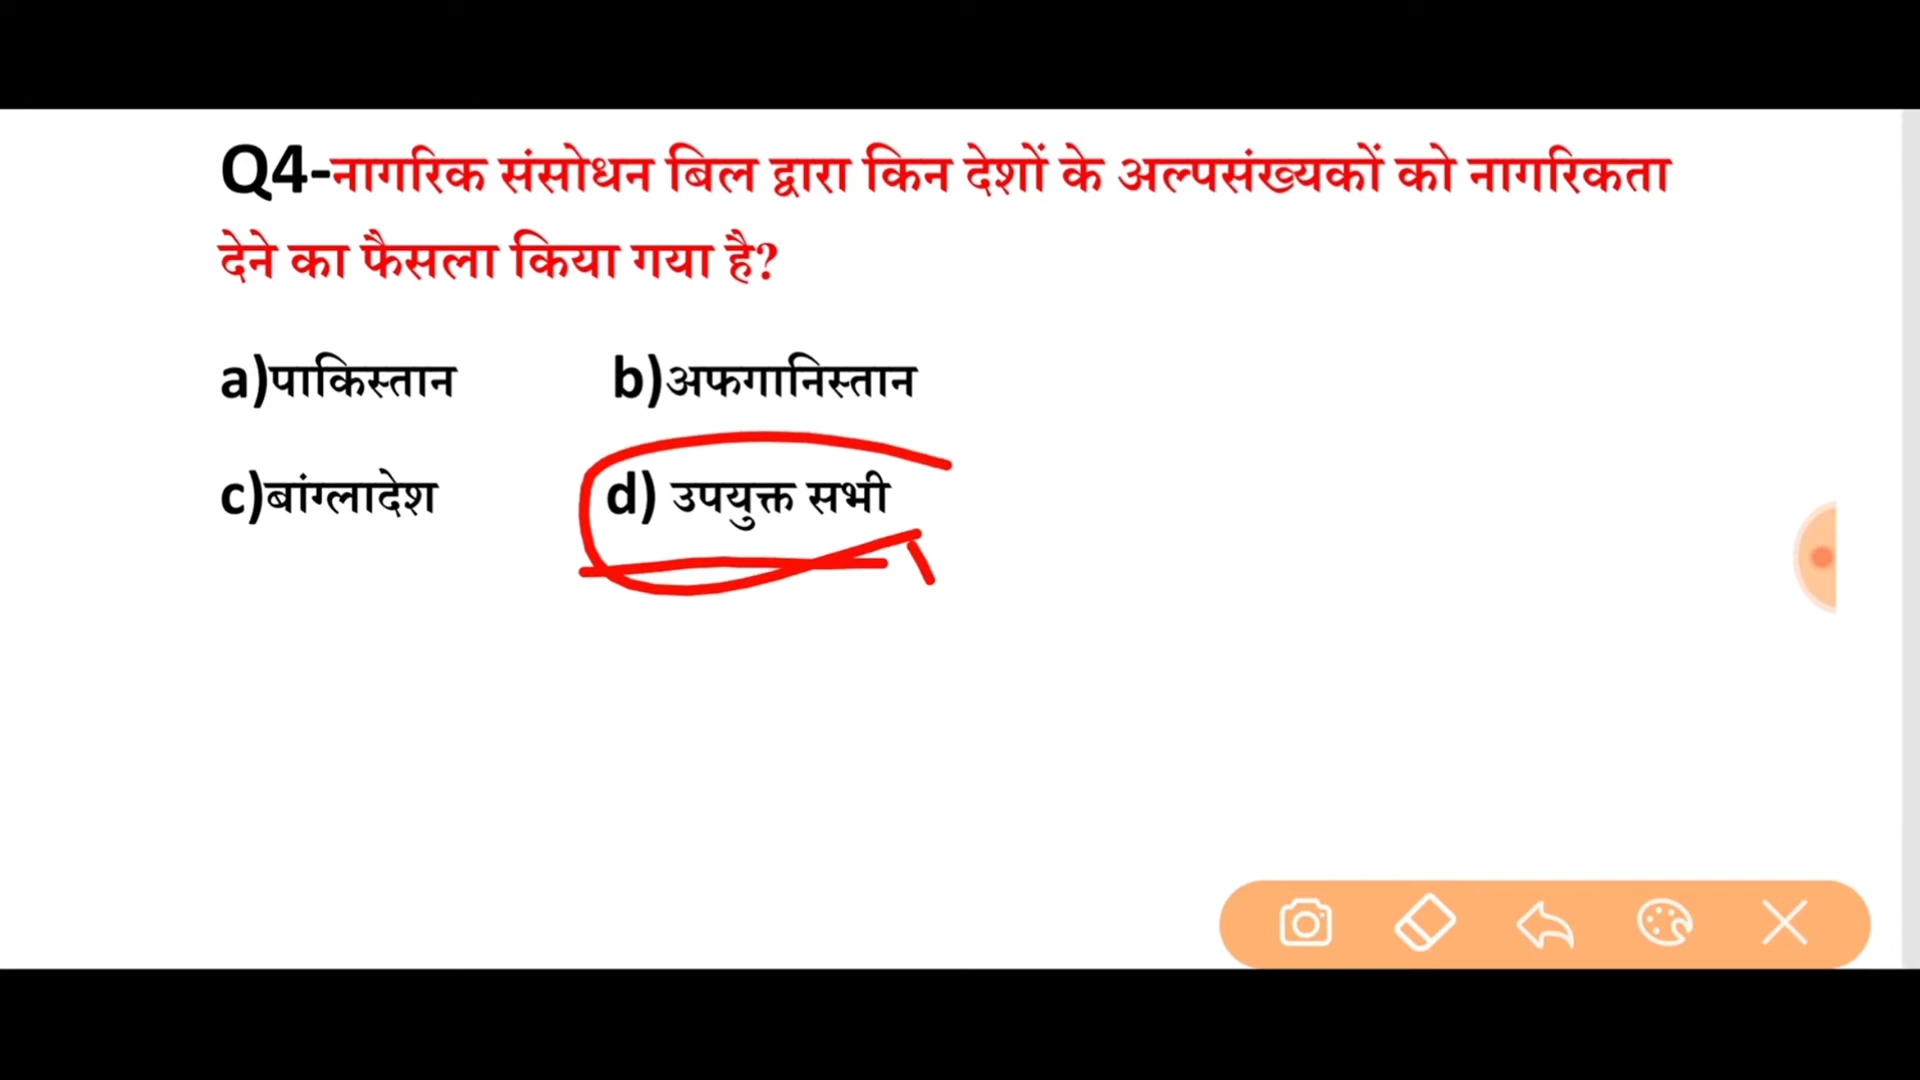 Q4-नागरिक संसोधन बिल द्वारा किन देशों के अल्पसंख्यकों को नागरिकता
देने का फैसला किया गया है?
a)पाकिस्तान b)अफगानिस्तान
c)बांग्लादेश d) उपयुक्त सभी